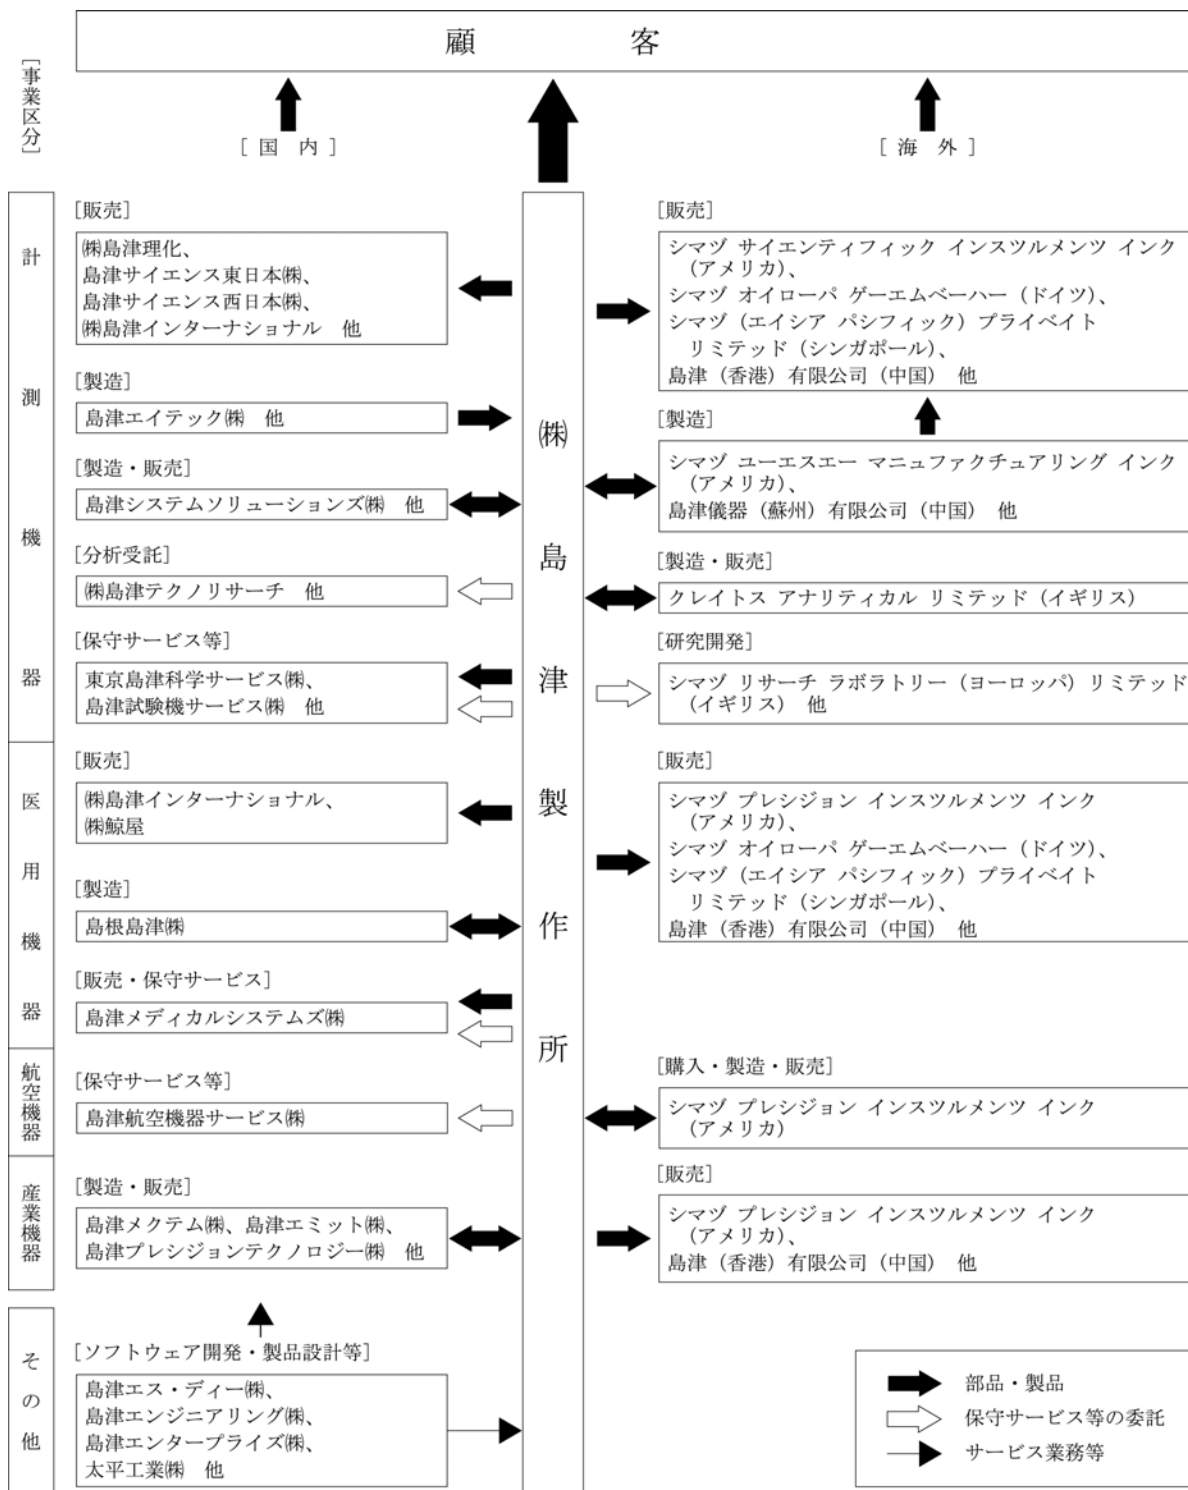 顧客
[事業区分]
[国内]
[海外]
計測機器
[販売]
㈱島津理化、
島津サイエンス東日本㈱、
島津サイエンス西日本㈱、
㈱島津インターナショナル 他
[製造]
島津エイテック㈱ 他
[製造・販売]
島津システムソリューションズ㈱ 他
[分析受託]
㈱島津テクノリサーチ 他
[保守サービス等]
東京島津科学サービス㈱、
島津試験機サービス㈱ 他
医用機器
[販売]
㈱島津インターナショナル、
㈱鯨屋
[製造]
島根島津㈱
[販売・保守サービス]
島津メディカルシステムズ㈱
航空機器
[保守サービス等]
島津航空機器サービス㈱
産業機器
[製造・販売]
島津メクテム㈱、島津エミット㈱、
島津プレシジョンテクノロジー㈱ 他
その他
[ソフトウェア開発・製品設計等]
島津エス・ディー㈱、
島津エンジニアリング㈱、
島津エンタープライズ㈱、
太平工業㈱ 他
㈱島津製作所
[販売]
シマヅ サイエンティフィック インスツルメンツ インク
(アメリカ)、
シマヅ オイローパ ゲーエムベーハー (ドイツ)、
シマヅ (エイシア パシフィック) プライベイト
リミテッド (シンガポール)、
島津 (香港) 有限公司 (中国) 他
[製造]
シマヅ ユーエスエー マニュファクチュアリング インク
(アメリカ)、
島津儀器 (蘇州) 有限公司 (中国) 他
[製造・販売]
クレイトス アナリティカル リミテッド (イギリス)
[研究開発]
シマヅ リサーチ ラボラトリー (ヨーロッパ) リミテッド
(イギリス) 他
[販売]
シマヅ プレシジョン インスツルメンツ インク
(アメリカ)、
シマヅ オイローパ ゲーエムベーハー (ドイツ)、
シマヅ (エイシア パシフィック) プライベイト
リミテッド (シンガポール)、
島津 (香港) 有限公司 (中国) 他
[購入・製造・販売]
シマヅ プレシジョン インスツルメンツ インク
(アメリカ)
[販売]
シマヅ プレシジョン インスツルメンツ インク
(アメリカ)、
島津 (香港) 有限公司 (中国) 他
部品・製品
保守サービス等の委託
サービス業務等